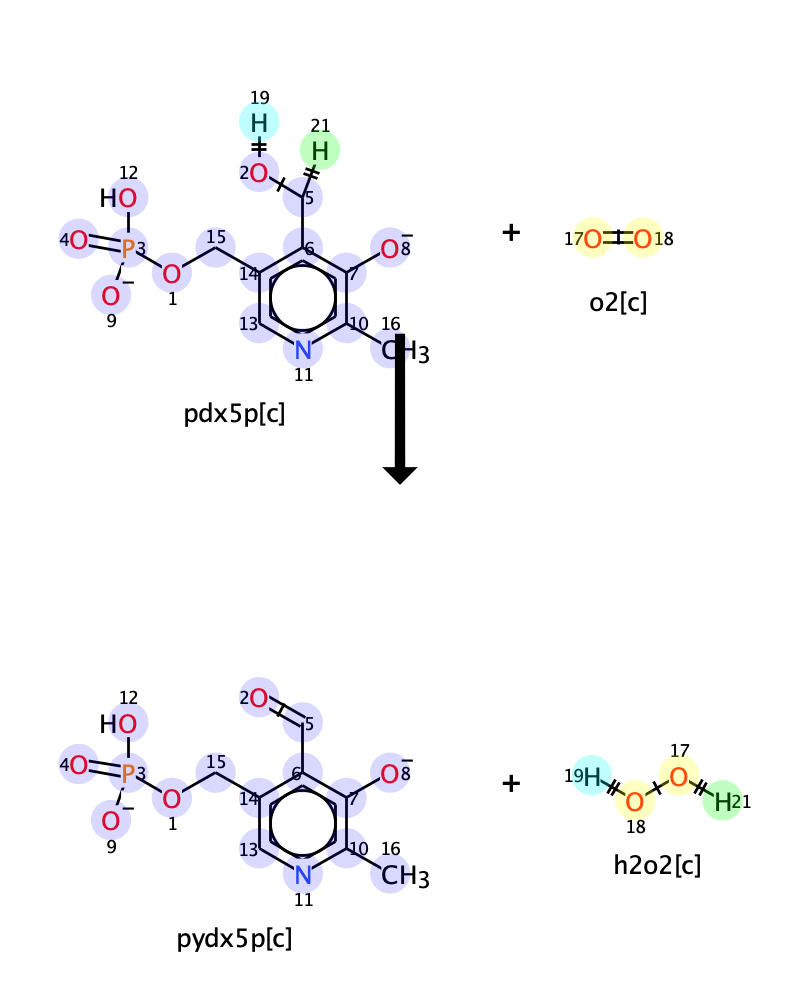 19
H 21
H
12 2O
HO 5
4O P3 15 6 O⁻8 + 17O O18
O 14 7
O⁻ 1 o2[c]
9 13 10 16
N CH3
11
pdx5p[c]
12 2O
HO 5 17
4O P3 15 6 O⁻8 + 19H O
O 14 7 O H21
O⁻ 1 18
9 13 10 16
N CH3 h2o2[c]
11
pydx5p[c]